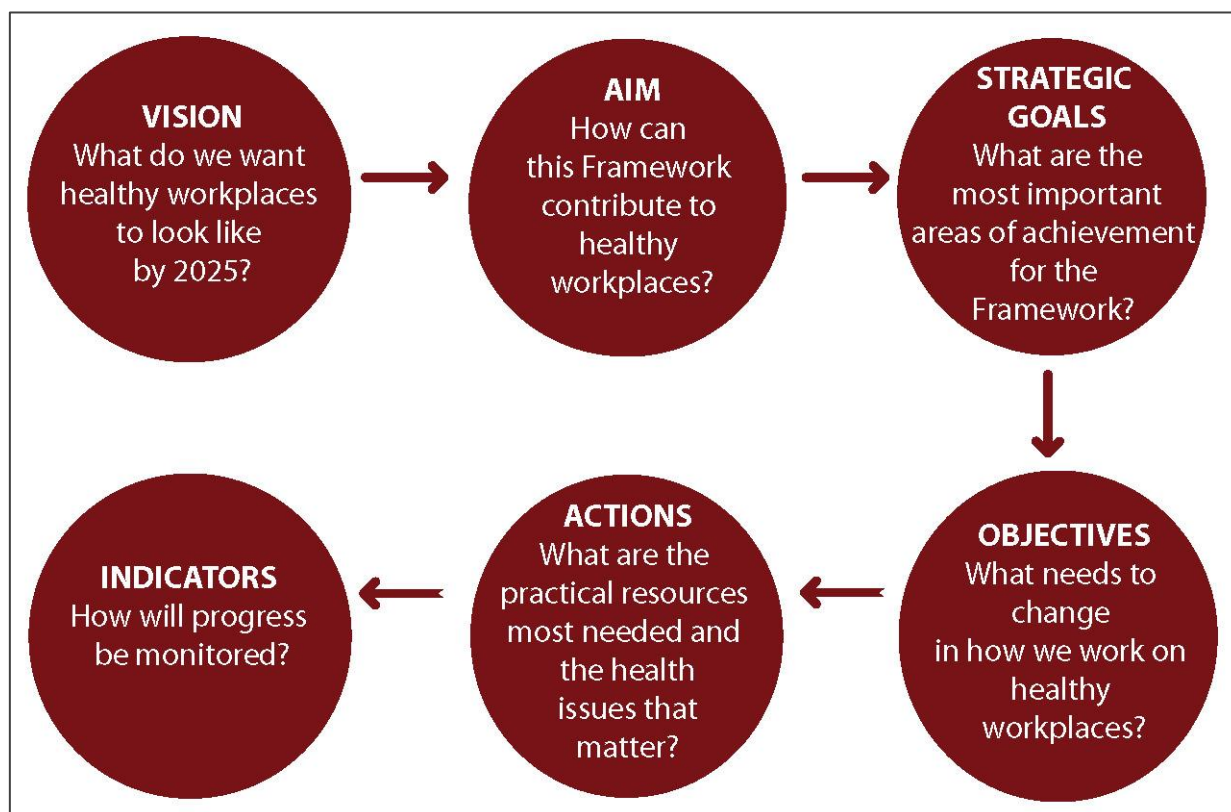 VISION
What do we want
healthy workplaces
to look like
by 2025?
AIM
How can
this Framework
contribute to
healthy
workplaces?
STRATEGIC
GOALS
What are the
most important
areas of achievement
for the
Framework?
OBJECTIVES
What needs to
change
in how we work on
healthy
workplaces?
ACTIONS
What are the
practical resources
most needed and
the health
issues that
matter?
INDICATORS
How will progress
be monitored?